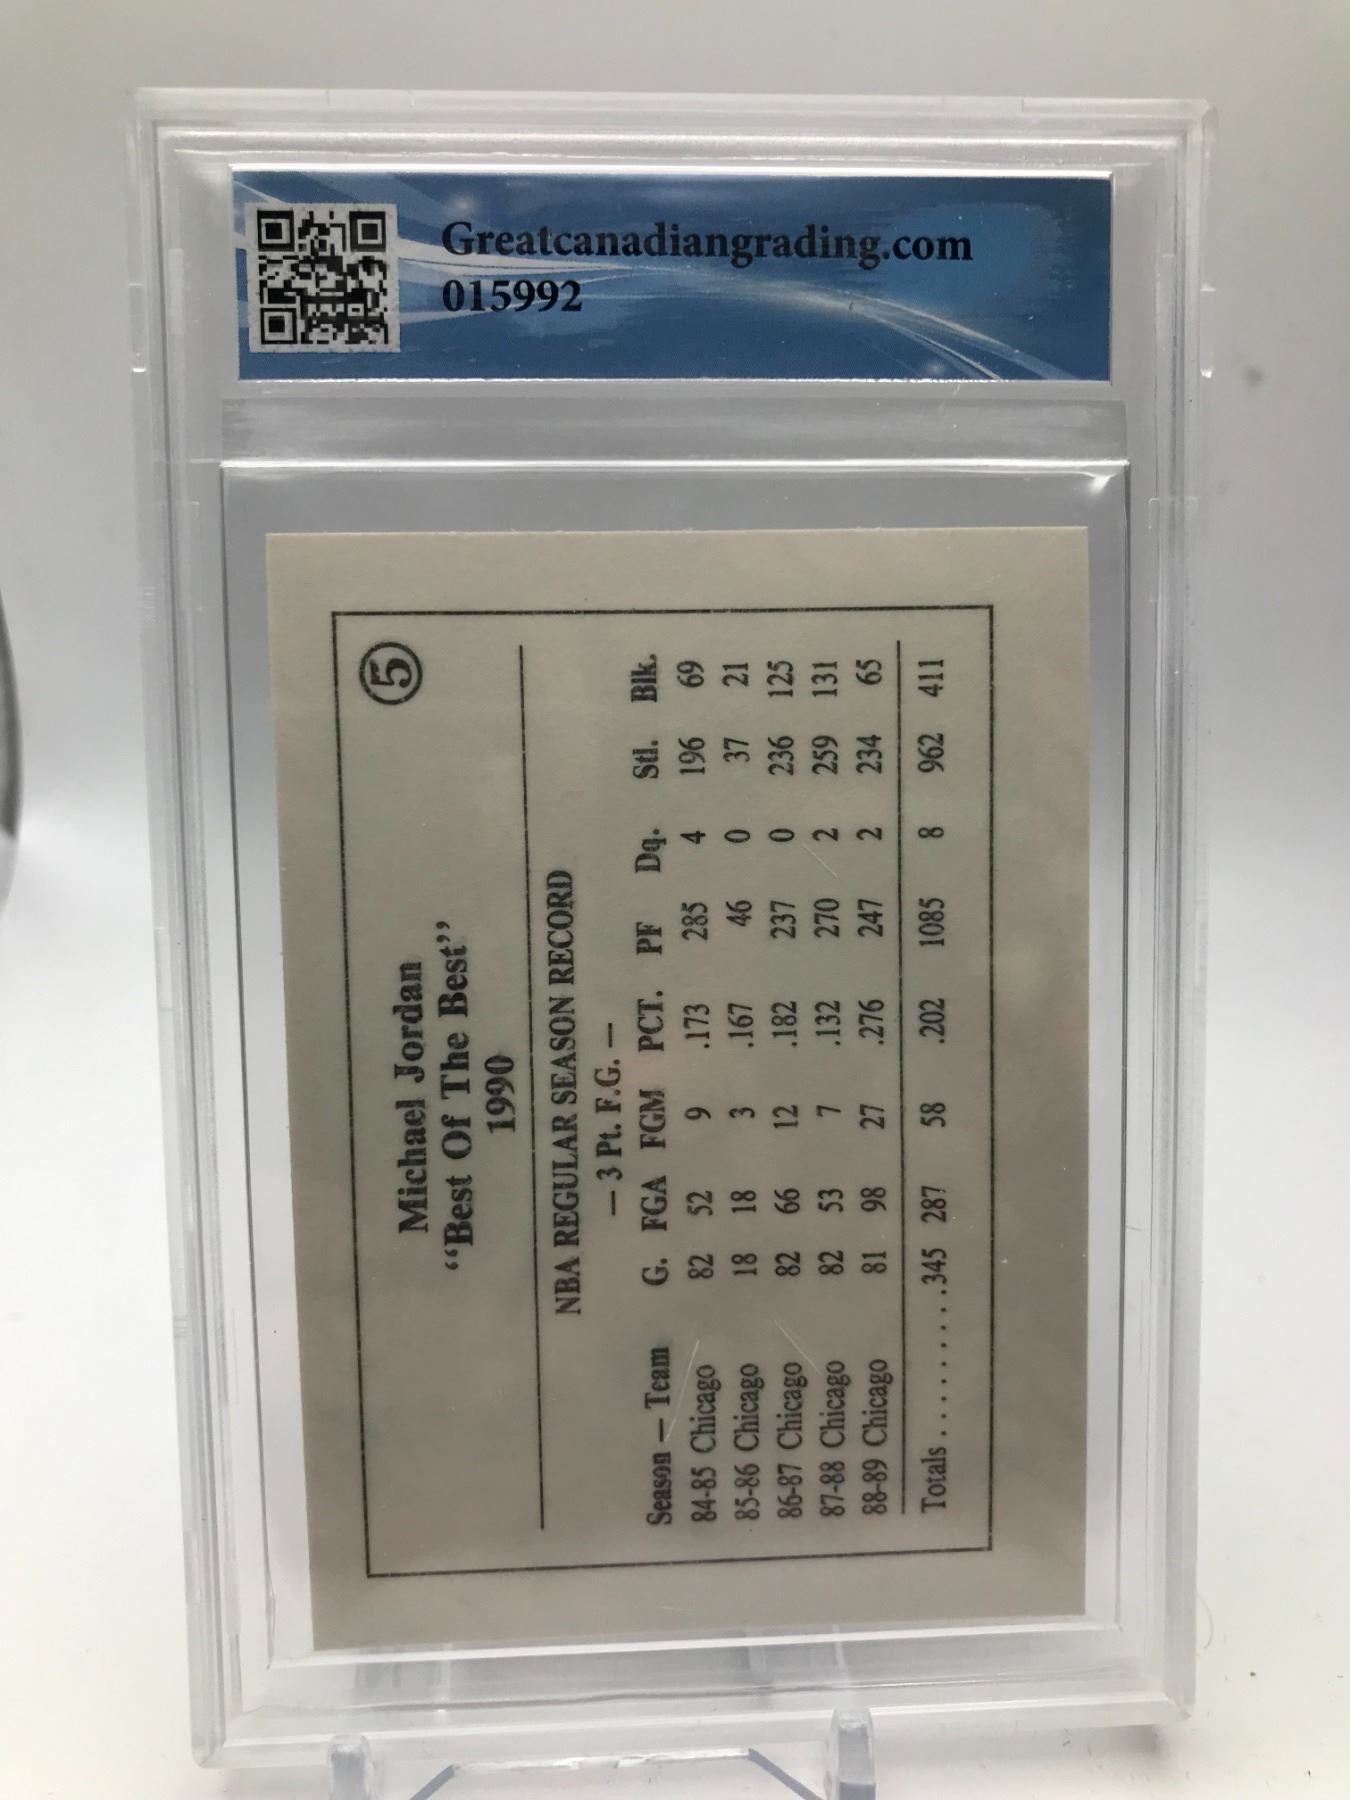 Greatcanadiangrading.com
015992
5
Michael Jordan
“Best Of The Best”
1990
NBA REGULAR SEASON RECORD
— 3 Pt. F.G. —
Season — Team G. FGA FGM PCT. PF Dq. Stl. Blk.
84-85 Chicago 82 52 9 .173 285 4 196 69
85-86 Chicago 18 18 3 .167 46 0 37 21
86-87 Chicago 82 66 12 .182 237 0 236 125
87-88 Chicago 82 53 7 .132 270 2 259 131
88-89 Chicago 81 98 27 .276 247 2 234 65
Totals.........345 287 58 .202 1085 8 962 411